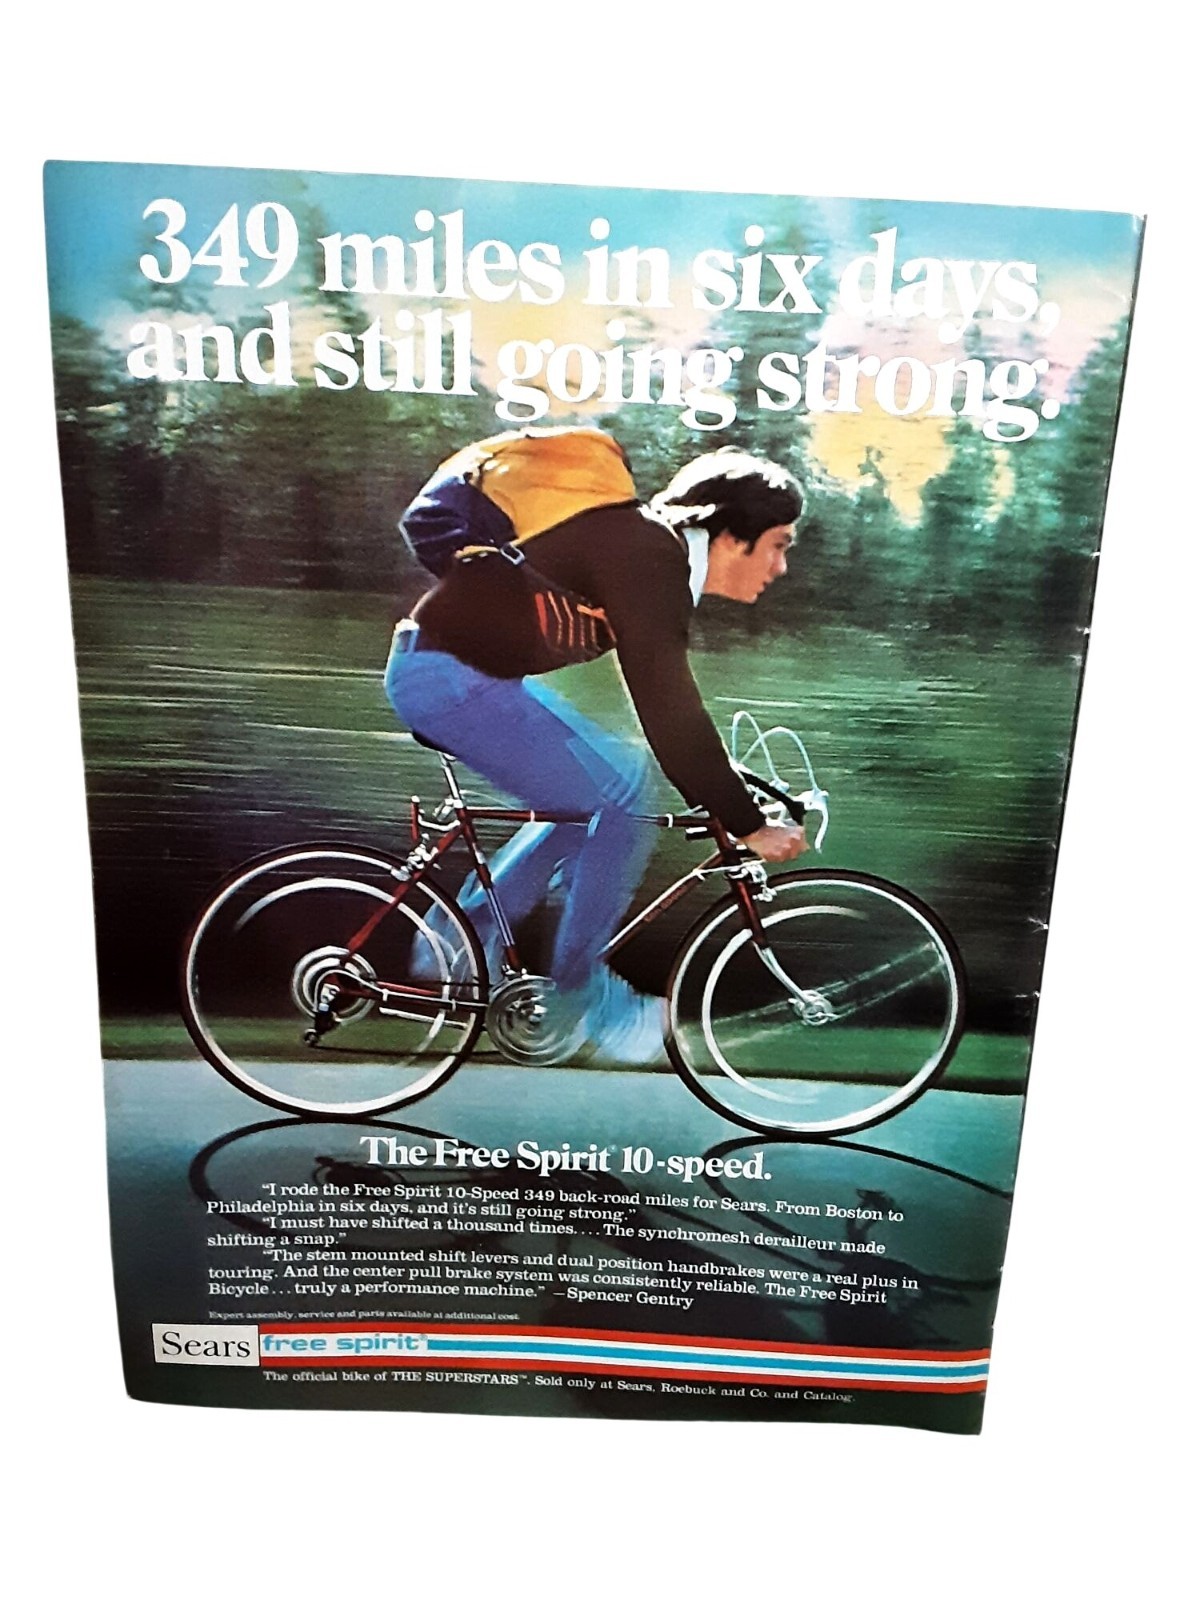 349 miles in six days,
and still going strong.
The Free Spirit® 10-speed.
"I rode the Free Spirit 10-Speed 349 back-road miles for Sears. From Boston to
Philadelphia in six days, and it's still going strong."
"I must have shifted a thousand times.... The synchromesh derailleur made
shifting a snap."
"The stem mounted shift levers and dual position handbrakes were a real plus in
touring. And the center pull brake system was consistently reliable. The Free Spirit
Bicycle...truly a performance machine." —Spencer Gentry
Expert assembly, service and parts available at additional cost.
Sears free spirit®
The official bike of THE SUPERSTARS™. Sold only at Sears, Roebuck and Co. and Catalog.